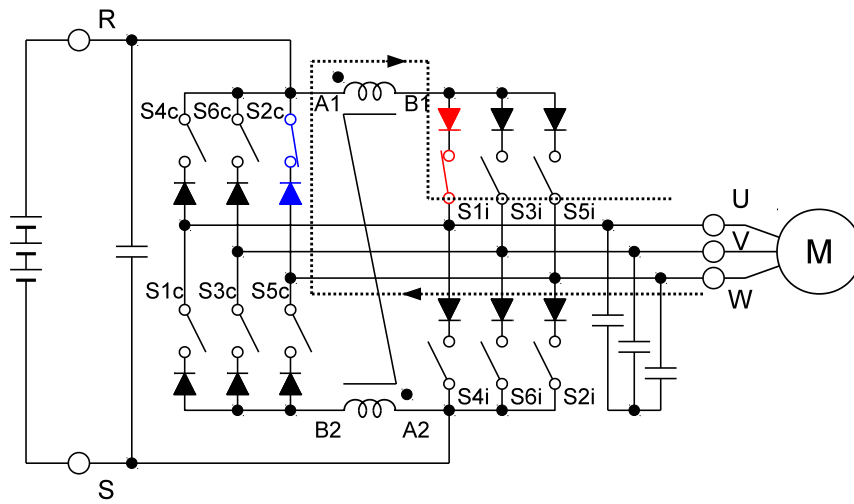 R
A1 B1
S4c S6c S2c
S1i S3i S5i
U
V
M
W
S1c S3c S5c
S4i S6i S2i
B2 A2
S